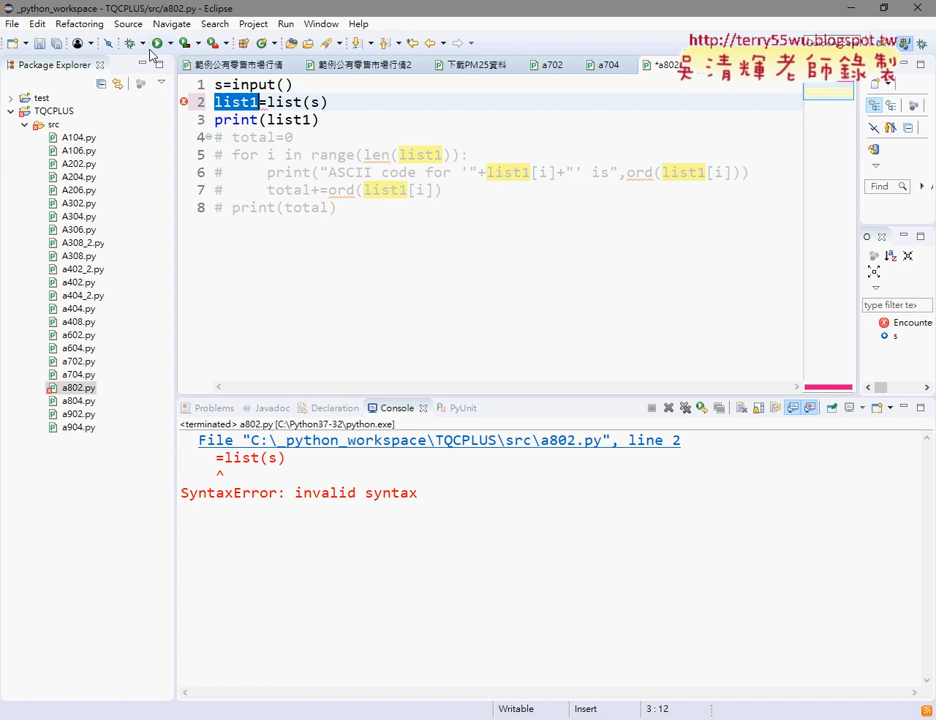 _python_workspace - TQCPLUS/src/a802.py - Eclipse
File Edit Refactoring Source Navigate Search Project Run Window Help
http://terry55wu.blogspot.tw
吳清輝老師錄製
Package Explorer
範例公有零售市場行情
範例公有零售市場行情2
下載PM25資料
a702
a704
*a802
test
TQCPLUS
src
A104.py
A106.py
A202.py
A204.py
A206.py
A302.py
A304.py
A306.py
A308_2.py
A308.py
a402_2.py
a402.py
a404_2.py
a404.py
a408.py
a602.py
a604.py
a702.py
a704.py
a802.py
a804.py
a902.py
a904.py
1 s=input()
2 list1=list(s)
3 print(list1)
4 # total=0
5 # for i in range(len(list1)):
6 #     print("ASCII code for '"+list1[i]+"' is",ord(list1[i]))
7 #     total+=ord(list1[i])
8 # print(total)
Find
type filter te
Encounte
s
Problems Javadoc Declaration Console PyUnit
<terminated> a802.py [C:\Python37-32\python.exe]
File "C:\_python_workspace\TQCPLUS\src\a802.py", line 2
=list(s)
^
SyntaxError: invalid syntax
Writable Insert 3 : 12